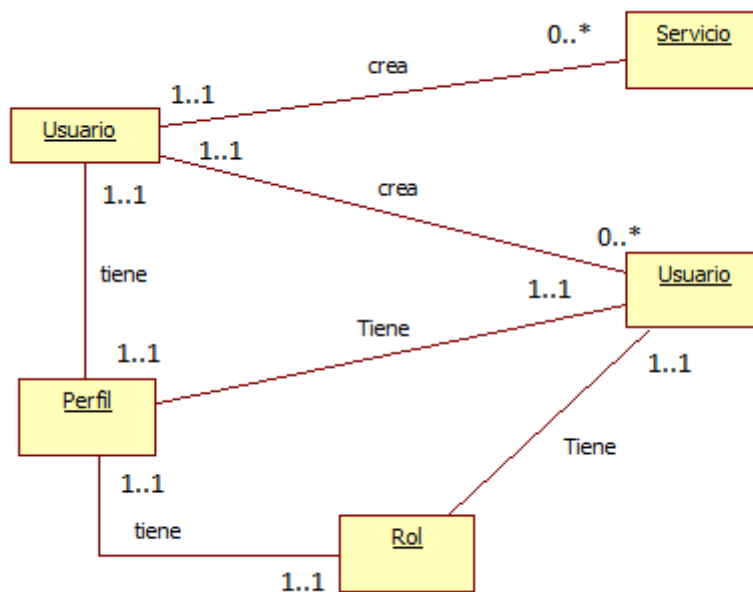 0..*
Servicio
crea
1..1
Usuario
1..1
crea
1..1
0..*
Usuario
tiene
1..1
Tiene
1..1
1..1
Perfil
Tiene
1..1
tiene
Rol
1..1